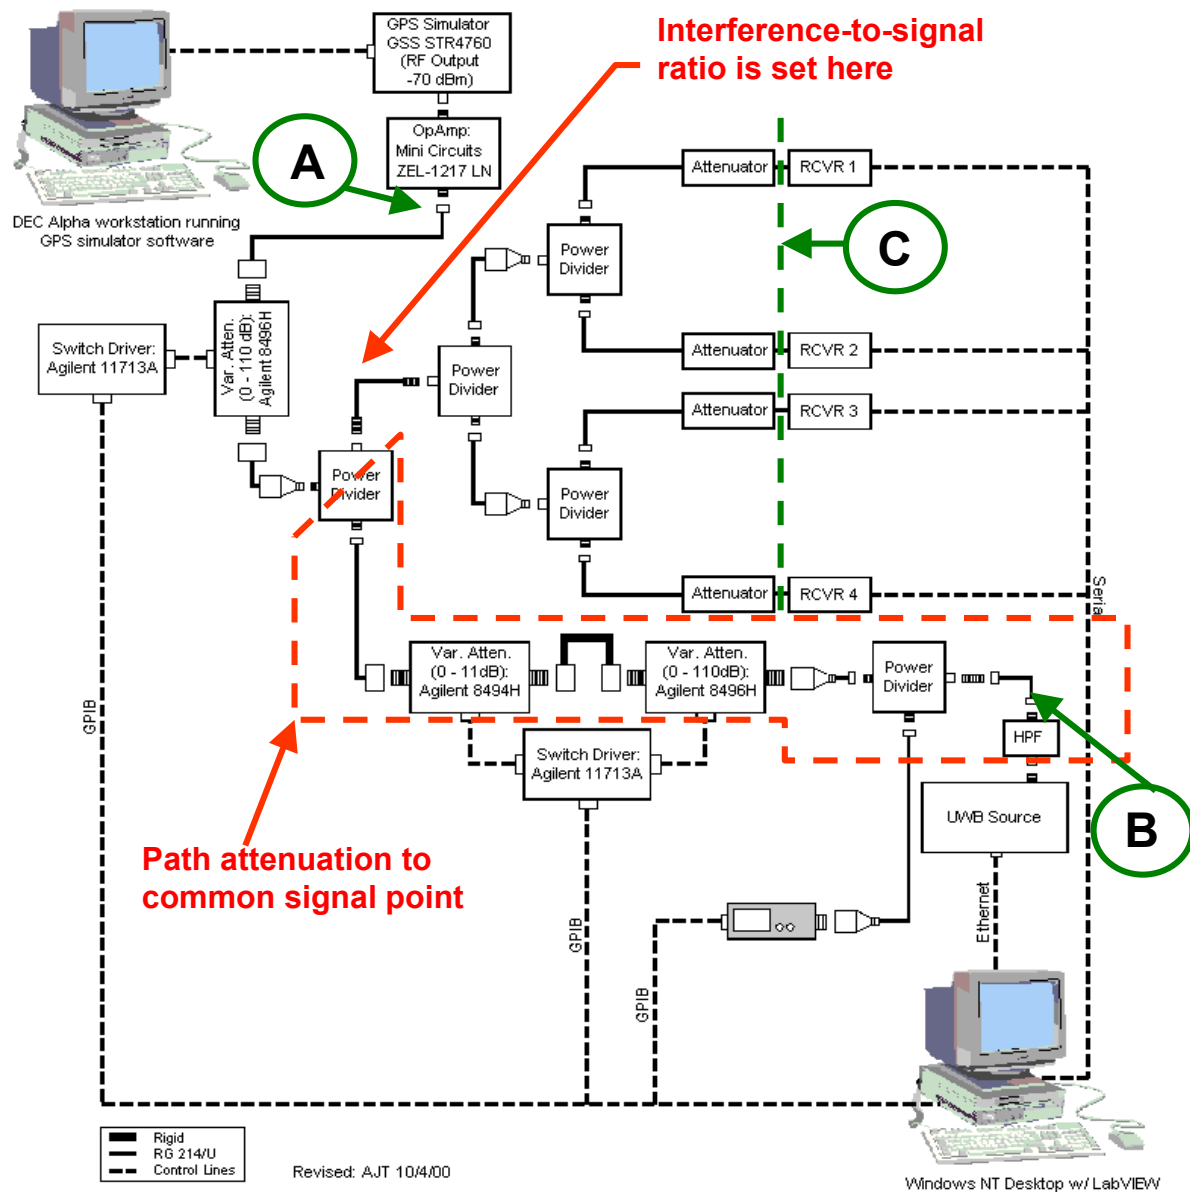 GPS Simulator
GSS STR4760
(RF Output
-70 dBm)
Interference-to-signal
ratio is set here
OpAmp:
Mini Circuits
ZEL-1217 LN
A
DEC Alpha workstation running
GPS simulator software
Attenuator
RCVR 1
Power
Divider
C
Switch Driver:
Agilent 11713A
Var. Atten.
(0 - 110 dB):
Agilent 8496H
Attenuator
RCVR 2
Power
Divider
Attenuator
RCVR 3
Power
Divider
Power
Divider
Attenuator
RCVR 4
Serial
Var. Atten.
(0 - 11dB):
Agilent 8494H
Var. Atten.
(0 - 110dB):
Agilent 8496H
Power
Divider
GPIB
HPF
Switch Driver:
Agilent 11713A
UWB Source
B
Path attenuation to
common signal point
GPIB
Ethernet
GPIB
Rigid
RG 214/U
Control Lines
Revised: AJT 10/4/00
Windows NT Desktop w/ LabVIEW